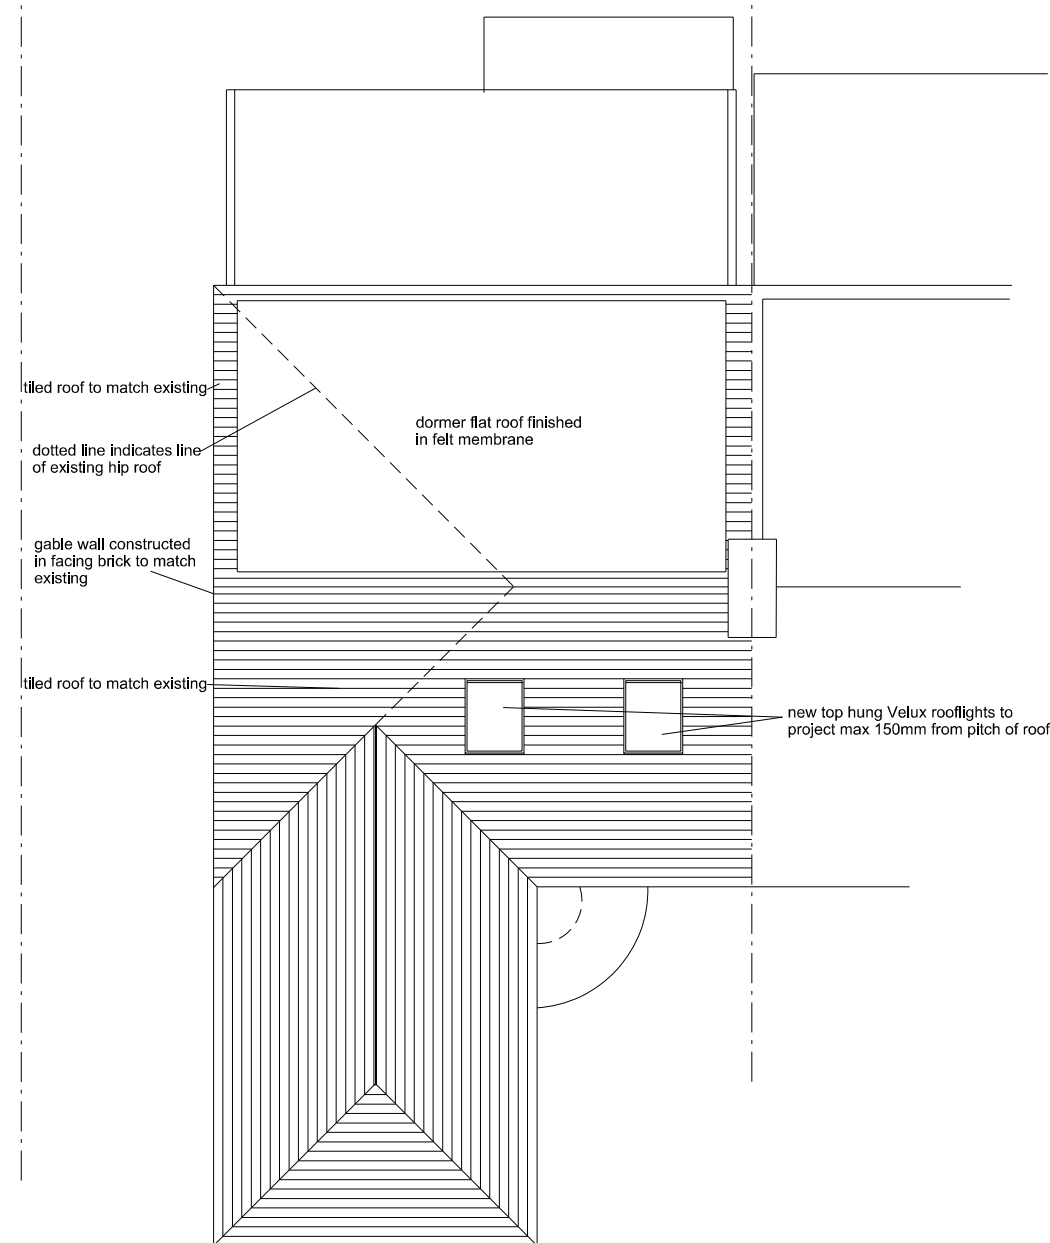 tiled roof to match existing
dotted line indicates line
of existing hip roof
dormer flat roof finished
in felt membrane
gable wall constructed
in facing brick to match
existing
tiled roof to match existing
new top hung Velux rooflights to
project max 150mm from pitch of roof